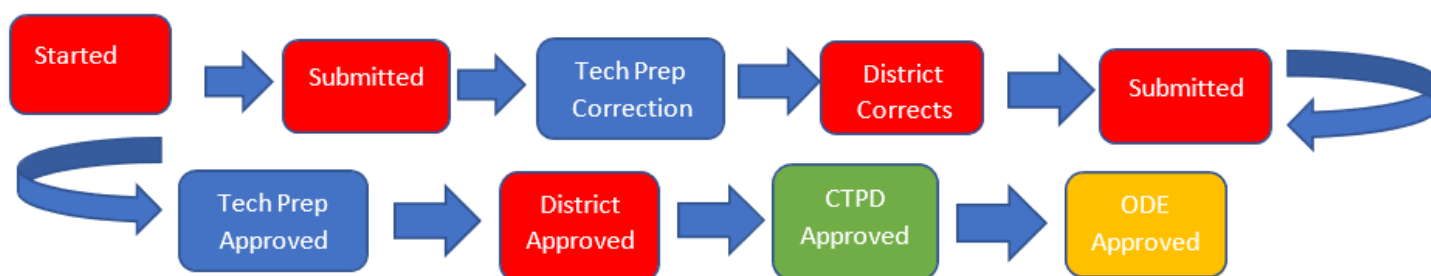 Started
Submitted
Tech Prep
Correction
District
Corrects
Submitted
Tech Prep
Approved
District
Approved
CTPD
Approved
ODE
Approved